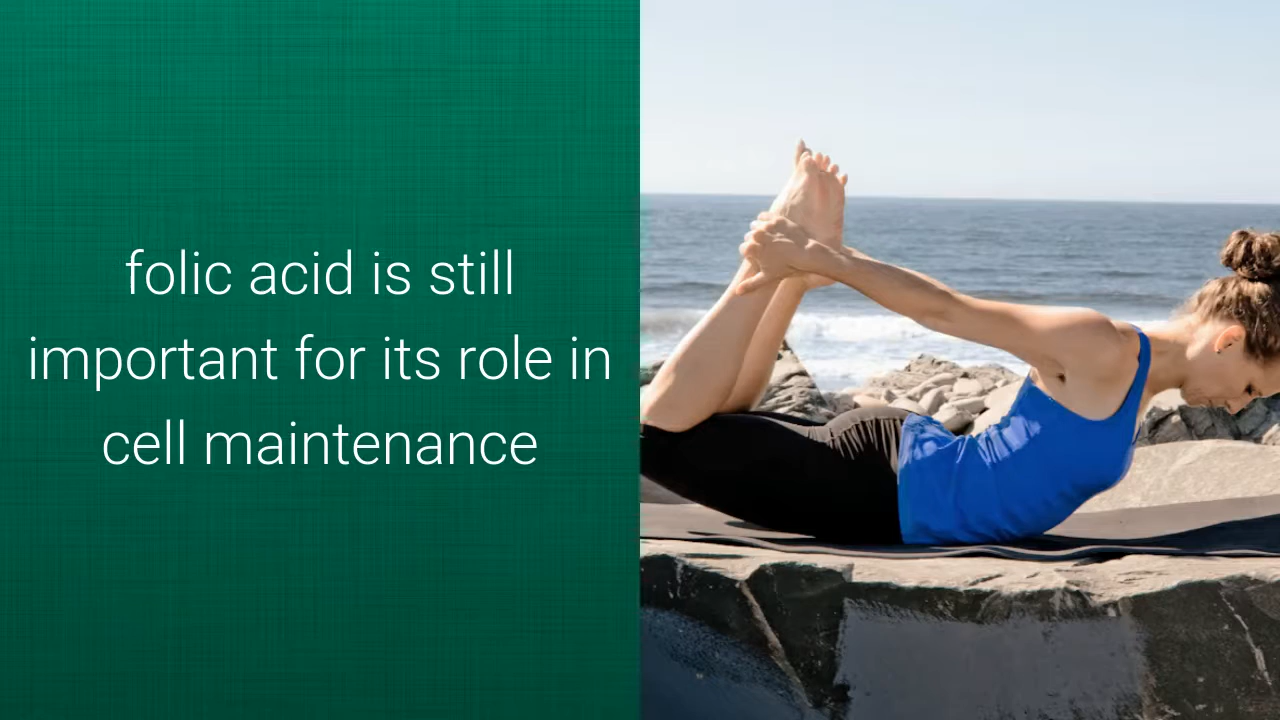 folic acid is still
important for its role in
cell maintenance